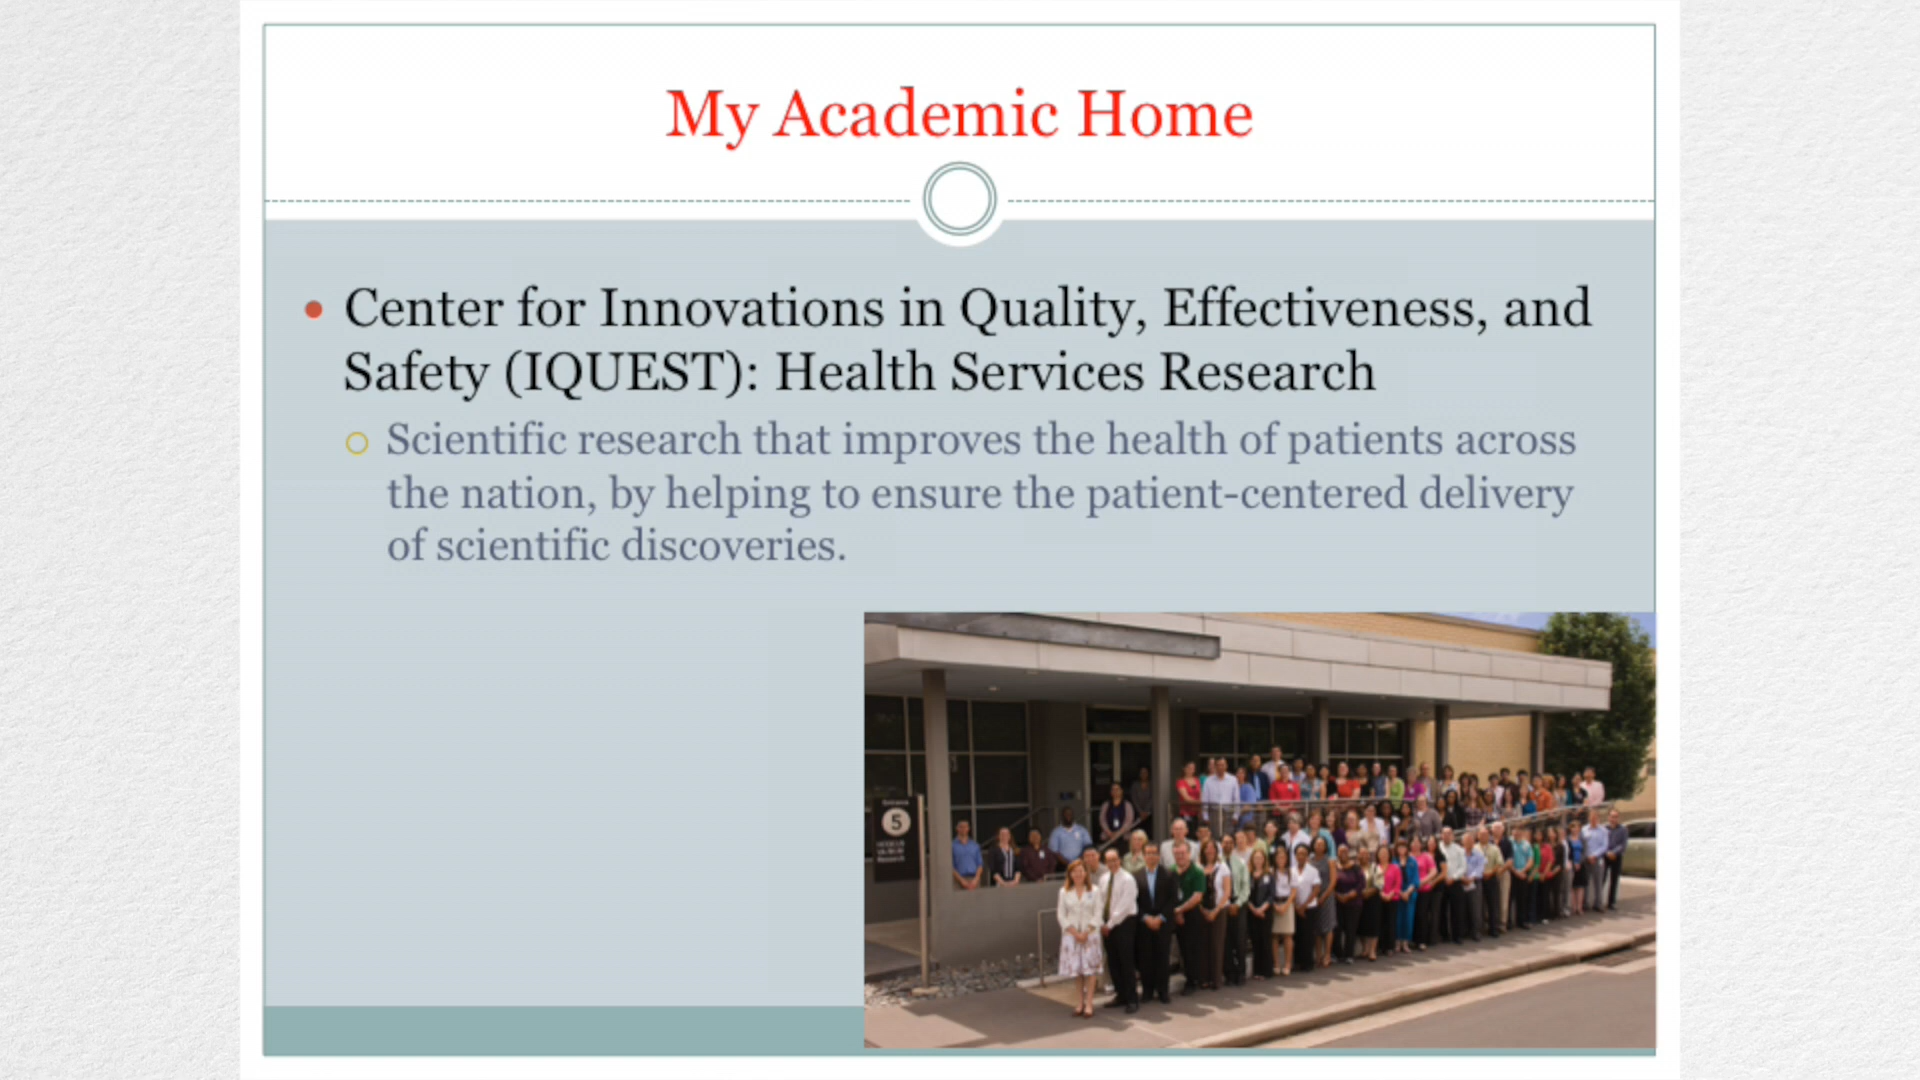 My Academic Home
Center for Innovations in Quality, Effectiveness, and
Safety (IQUEST): Health Services Research
Scientific research that improves the health of patients across
the nation, by helping to ensure the patient-centered delivery
of scientific discoveries.
Entrance
5
Research